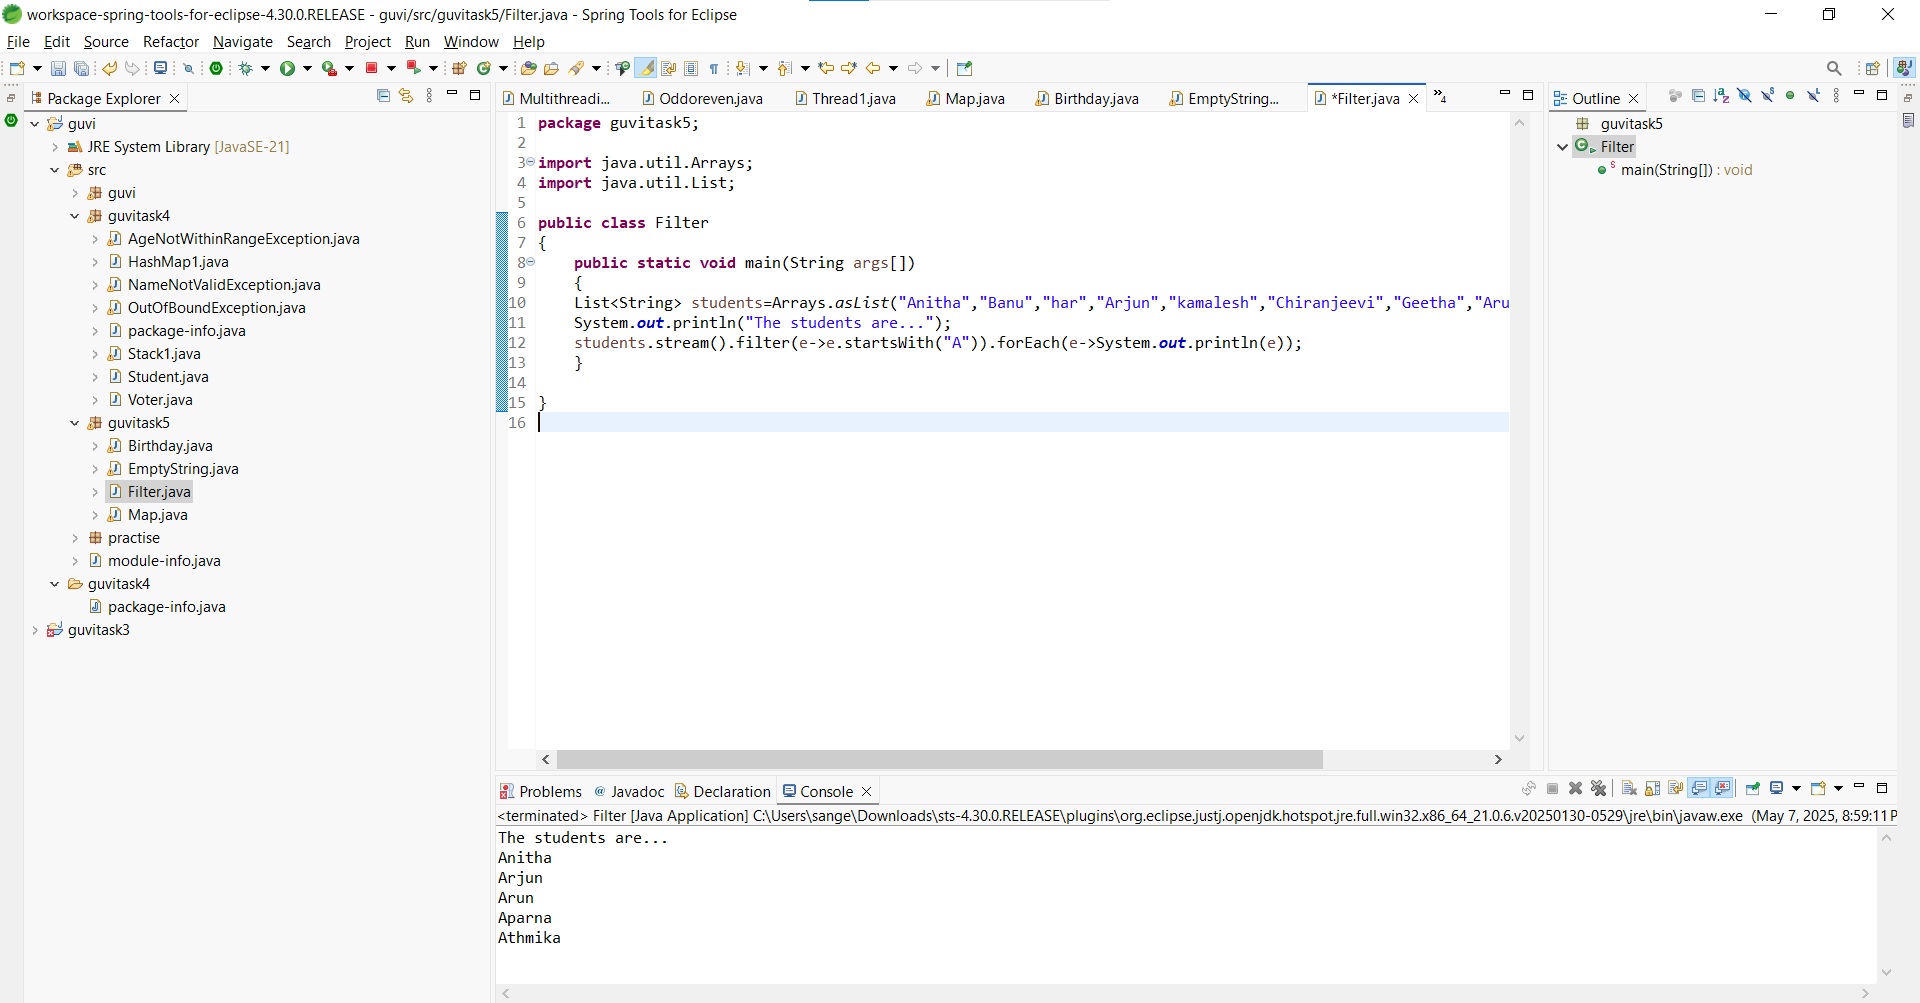 workspace-spring-tools-for-eclipse-4.30.0.RELEASE - guvi/src/guvitask5/Filter.java - Spring Tools for Eclipse
File Edit Source Refactor Navigate Search Project Run Window Help
Package Explorer
guvi
JRE System Library [JavaSE-21]
src
guvi
guvitask4
AgeNotWithinRangeException.java
HashMap1.java
NameNotValidException.java
OutOfBoundException.java
package-info.java
Stack1.java
Student.java
Voter.java
guvitask5
Birthday.java
EmptyString.java
Filter.java
Map.java
practise
module-info.java
guvitask4
package-info.java
guvitask3
Multithreadi... Oddoreven.java Thread1.java Map.java Birthday.java EmptyString... *Filter.java »4
1 package guvitask5;
2
3 import java.util.Arrays;
4 import java.util.List;
5
6 public class Filter
7 {
8 public static void main(String args[])
9 {
10 List<String> students=Arrays.asList("Anitha","Banu","har","Arjun","kamalesh","Chiranjeevi","Geetha","Aru
11 System.out.println("The students are...");
12 students.stream().filter(e->e.startsWith("A")).forEach(e->System.out.println(e));
13 }
14
15 }
16
Outline
guvitask5
Filter
main(String[]) : void
Problems Javadoc Declaration Console
<terminated> Filter [Java Application] C:\Users\sange\Downloads\sts-4.30.0.RELEASE\plugins\org.eclipse.justj.openjdk.hotspot.jre.full.win32.x86_64_21.0.6.v20250130-0529\jre\bin\javaw.exe (May 7, 2025, 8:59:11 P
The students are...
Anitha
Arjun
Arun
Aparna
Athmika